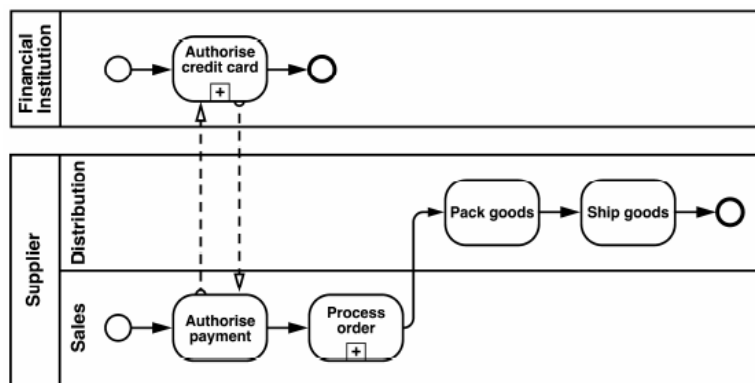 Financial
Institution
Authorise
credit card
+
Supplier
Distribution
Pack goods
Ship goods
Sales
Authorise
payment
Process
order
+